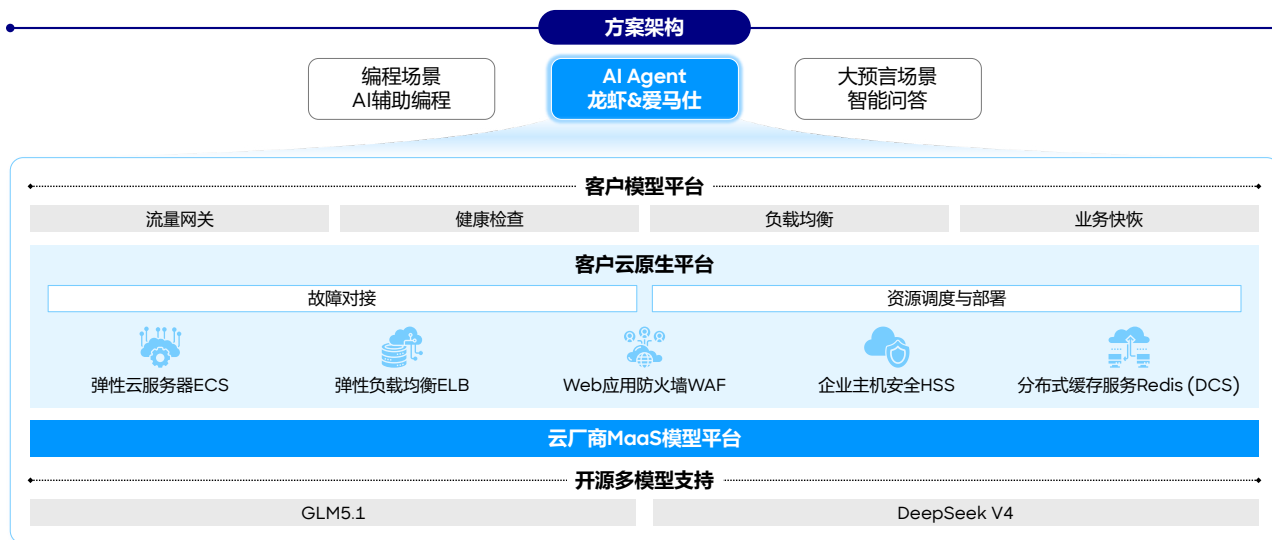 方案架构
编程场景
AI辅助编程
AI Agent
龙虾&爱马仕
大预言场景
智能问答
客户模型平台
流量网关
健康检查
负载均衡
业务快恢
客户云原生平台
故障对接
资源调度与部署
弹性云服务器ECS
弹性负载均衡ELB
Web应用防火墙WAF
企业主机安全HSS
分布式缓存服务Redis (DCS)
云厂商MaaS模型平台
开源多模型支持
GLM5.1
DeepSeek V4